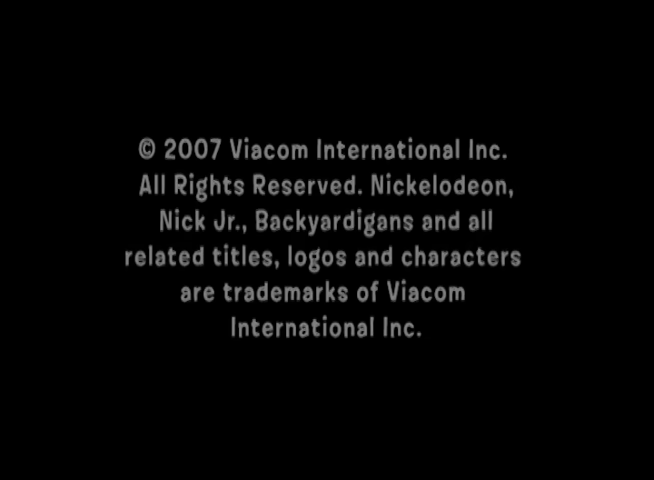 © 2007 Viacom International Inc.
All Rights Reserved. Nickelodeon,
Nick Jr., Backyardigans and all
related titles, logos and characters
are trademarks of Viacom
International Inc.